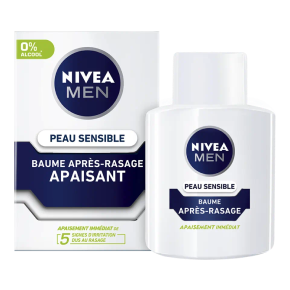 0%
ALCOOL
NIVEA
MEN
PEAU SENSIBLE
BAUME APRÈS-RASAGE
APAISANT
APAISEMENT IMMÉDIAT DE
5 SIGNES D'IRRITATION
DUS AU RASAGE
NIVEA
MEN
PEAU SENSIBLE
BAUME
APRÈS-RASAGE
APAISEMENT IMMÉDIAT